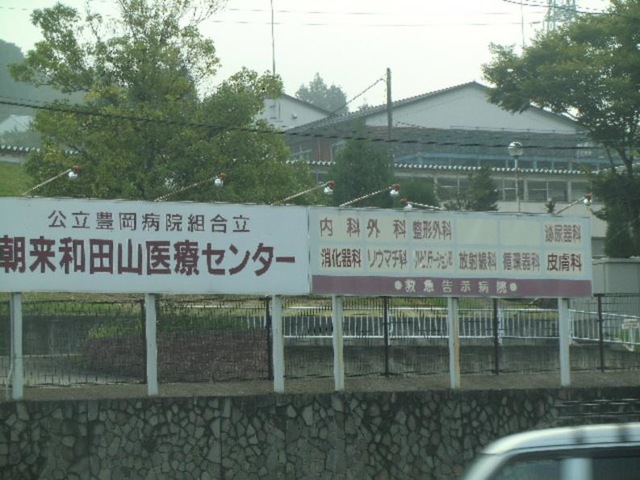 公立豊岡病院組合立
朝来和田山医療センター
内科 外科 整形外科 泌尿器科
消化器科 リウマチ科 リハビリテーション科 放射線科 循環器科 皮膚科
●救急告示病院●